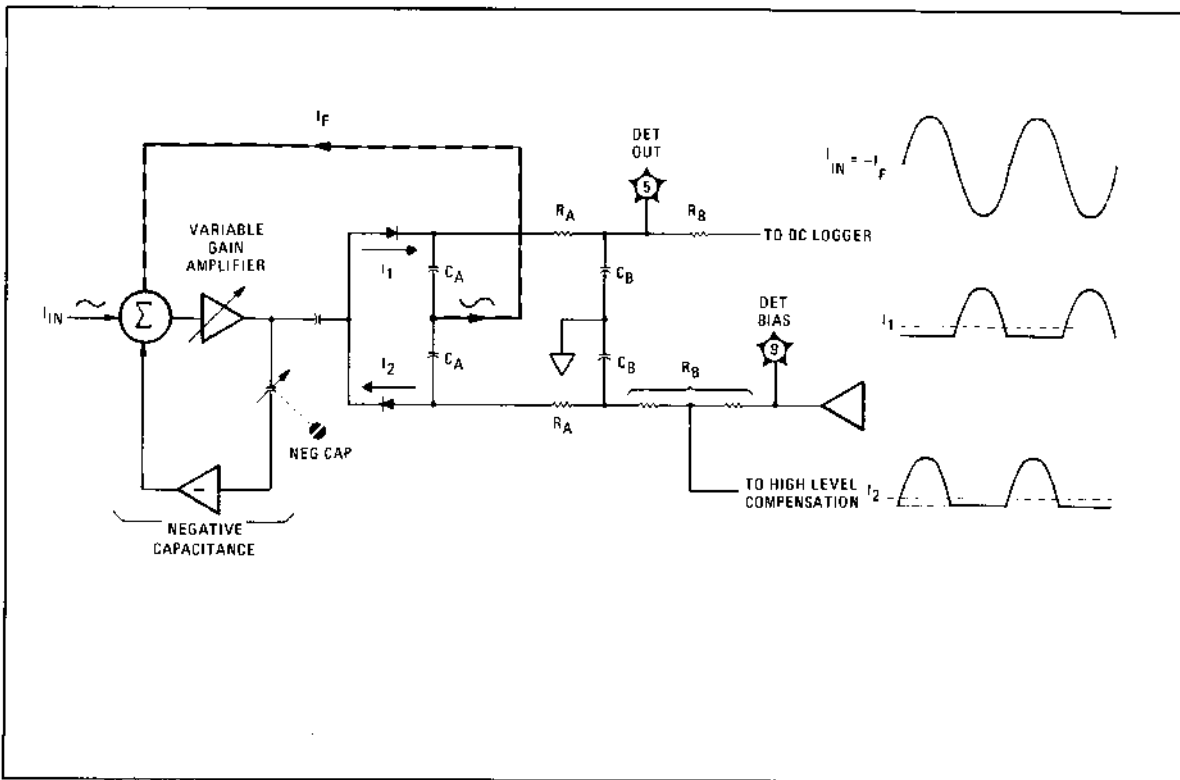 I_F
DET
OUT
5
R_A
R_B
TO DC LOGGER
VARIABLE
GAIN
AMPLIFIER
I_1
C_A
C_B
I_IN
Σ
I_2
C_A
C_B
R_B
DET
BIAS
9
R_A
NEG CAP
−
NEGATIVE
CAPACITANCE
TO HIGH LEVEL
COMPENSATION
I_IN = -I_F
I_1
I_2